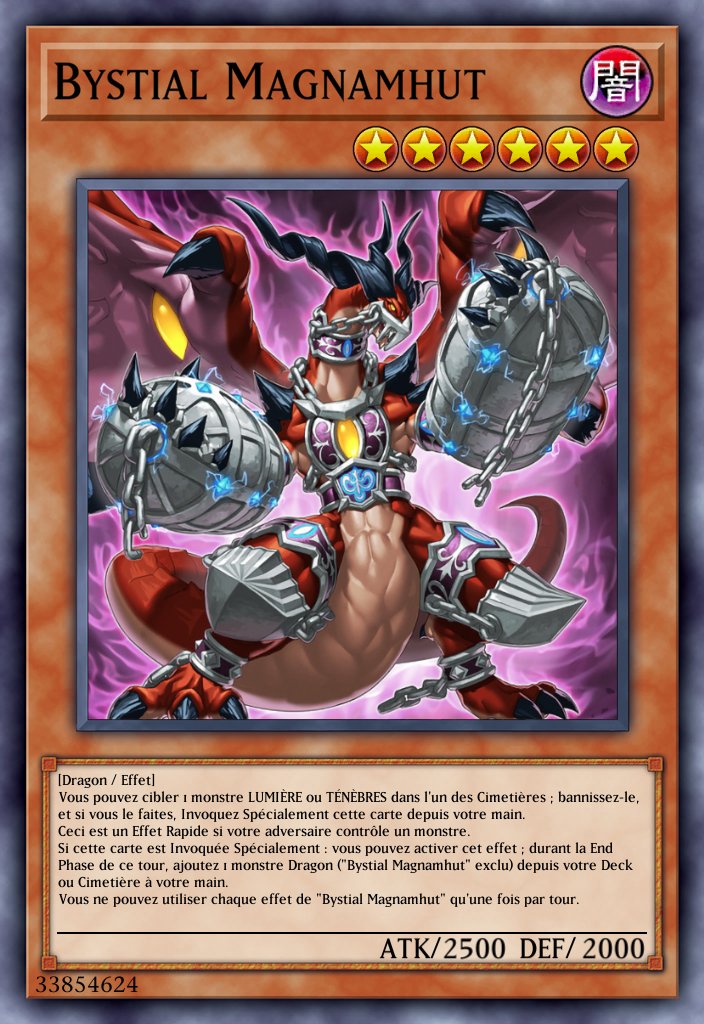 Bystial Magnamhut
闇
[Dragon / Effet]
Vous pouvez cibler 1 monstre LUMIÈRE ou TÉNÈBRES dans l'un des Cimetières ; bannissez-le,
et si vous le faites, Invoquez Spécialement cette carte depuis votre main.
Ceci est un Effet Rapide si votre adversaire contrôle un monstre.
Si cette carte est Invoquée Spécialement : vous pouvez activer cet effet ; durant la End
Phase de ce tour, ajoutez 1 monstre Dragon ("Bystial Magnamhut" exclu) depuis votre Deck
ou Cimetière à votre main.
Vous ne pouvez utiliser chaque effet de "Bystial Magnamhut" qu'une fois par tour.
ATK/2500 DEF/ 2000
33854624